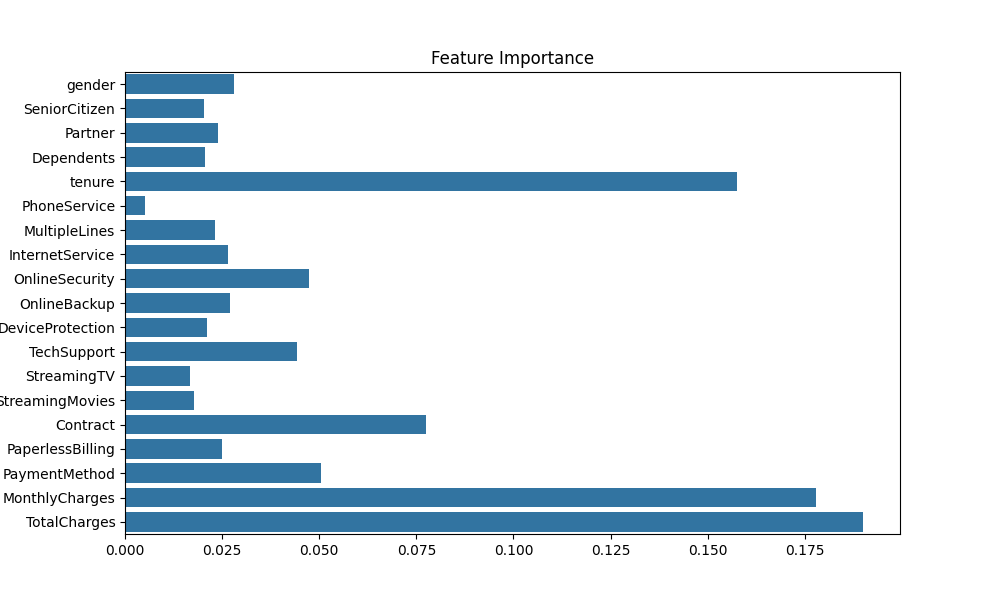 Feature Importance
gender
SeniorCitizen
Partner
Dependents
tenure
PhoneService
MultipleLines
InternetService
OnlineSecurity
OnlineBackup
DeviceProtection
TechSupport
StreamingTV
StreamingMovies
Contract
PaperlessBilling
PaymentMethod
MonthlyCharges
TotalCharges
0.000 0.025 0.050 0.075 0.100 0.125 0.150 0.175